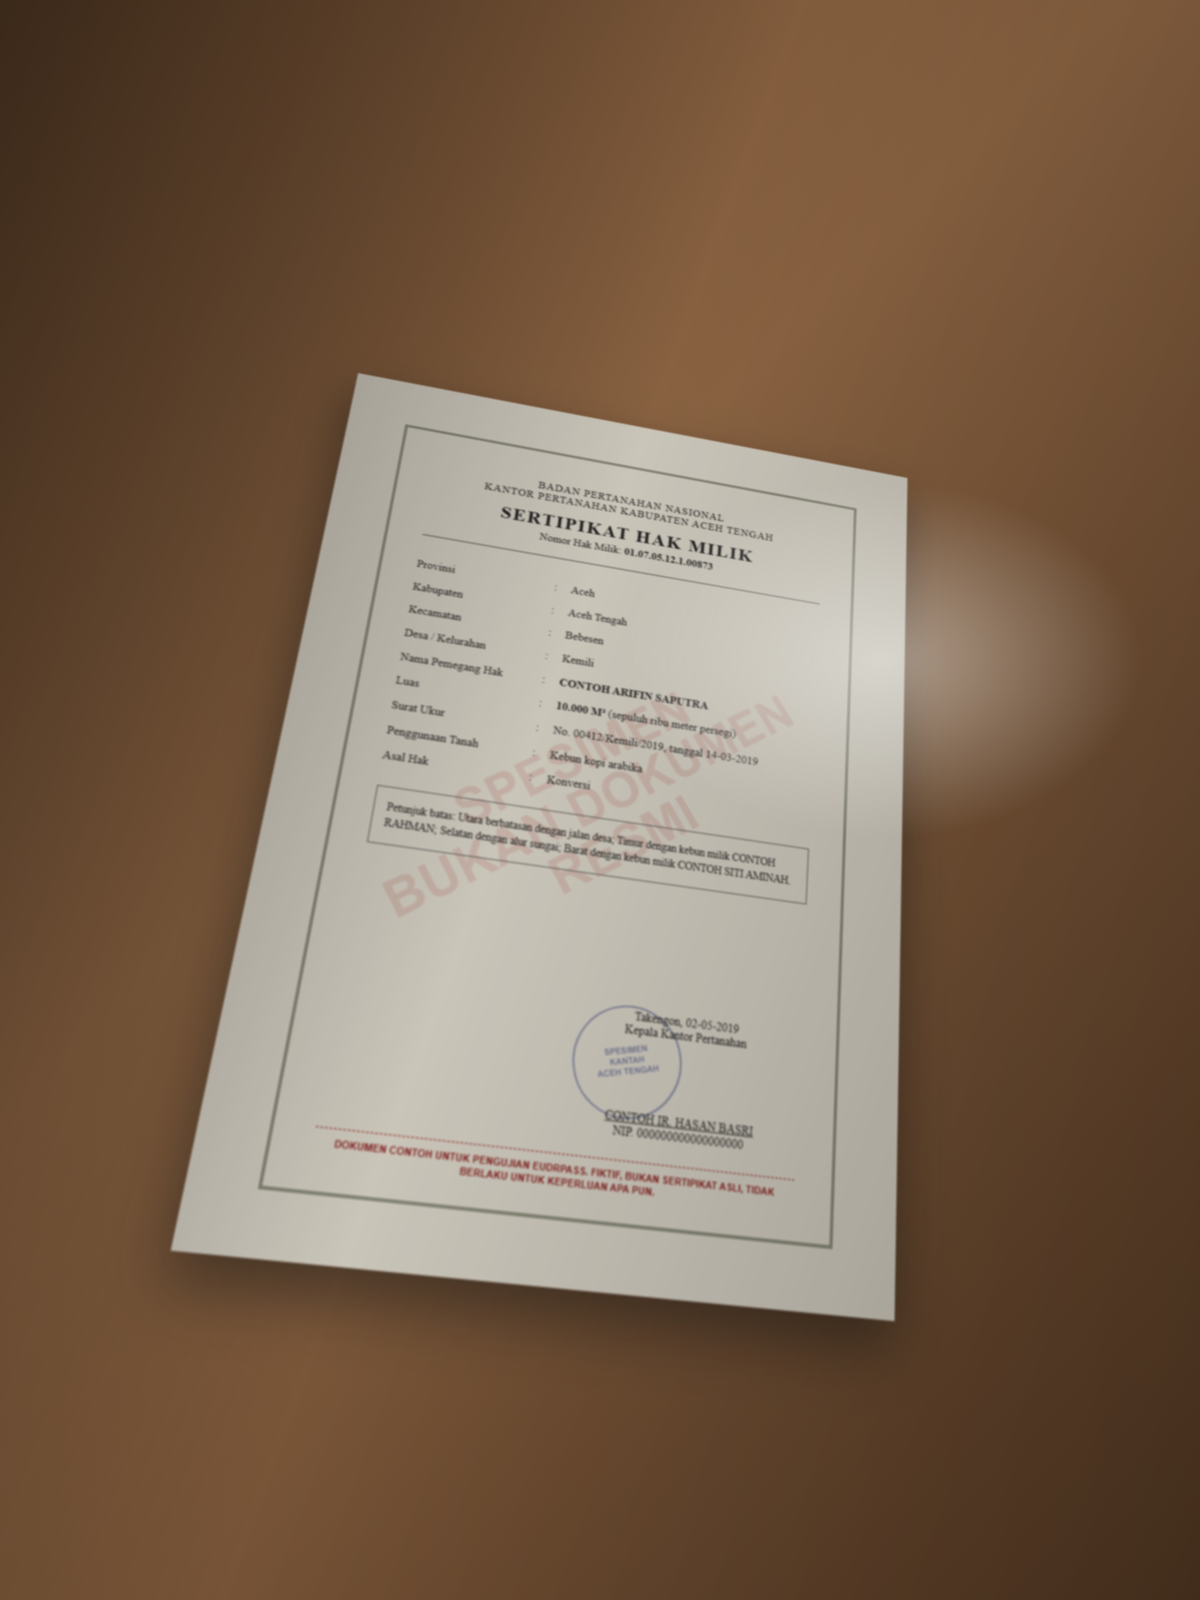 BADAN PERTANAHAN NASIONAL
KANTOR PERTANAHAN KABUPATEN ACEH TENGAH
SERTIPIKAT HAK MILIK
Nomor Hak Milik: 01.07.05.12.1.00873
Provinsi : Aceh
Kabupaten : Aceh Tengah
Kecamatan : Bebesen
Desa / Kelurahan : Kemili
Nama Pemegang Hak : CONTOH ARIFIN SAPUTRA
Luas : 10.000 M² (sepuluh ribu meter persegi)
Surat Ukur : No. 00412/Kemili/2019, tanggal 14-03-2019
Penggunaan Tanah : Kebun kopi arabika
Asal Hak : Konversi
SPESIMEN
BUKAN DOKUMEN
RESMI
Petunjuk batas: Utara berbatasan dengan jalan desa; Timur dengan kebun milik CONTOH
RAHMAN; Selatan dengan alur sungai; Barat dengan kebun milik CONTOH SITI AMINAH.
Takengon, 02-05-2019
Kepala Kantor Pertanahan
SPESIMEN
KANTAH
ACEH TENGAH
CONTOH IR. HASAN BASRI
NIP. 000000000000000000
DOKUMEN CONTOH UNTUK PENGUJIAN EUDRPASS. FIKTIF, BUKAN SERTIPIKAT ASLI, TIDAK
BERLAKU UNTUK KEPERLUAN APA PUN.